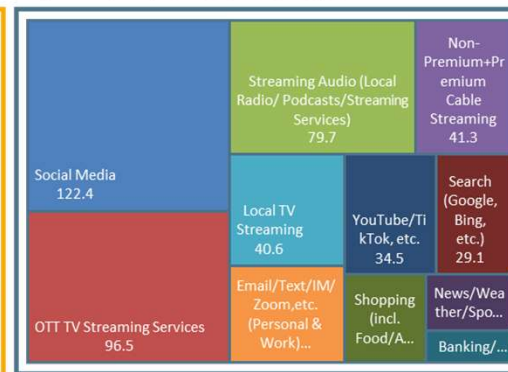 Social Media
122.4
OTT TV Streaming Services
96.5
Streaming Audio (Local
Radio/ Podcasts/Streaming
Services)
79.7
Non-
Premium+Pr
emium
Cable
Streaming
41.3
Local TV
Streaming
40.6
YouTube/Ti
kTok, etc.
34.5
Search
(Google,
Bing,
etc.)
29.1
Email/Text/IM/
Zoom,etc.
(Personal &
Work)...
Shopping
(incl.
Food/A...
News/Wea
ther/Spo...
Banking/...